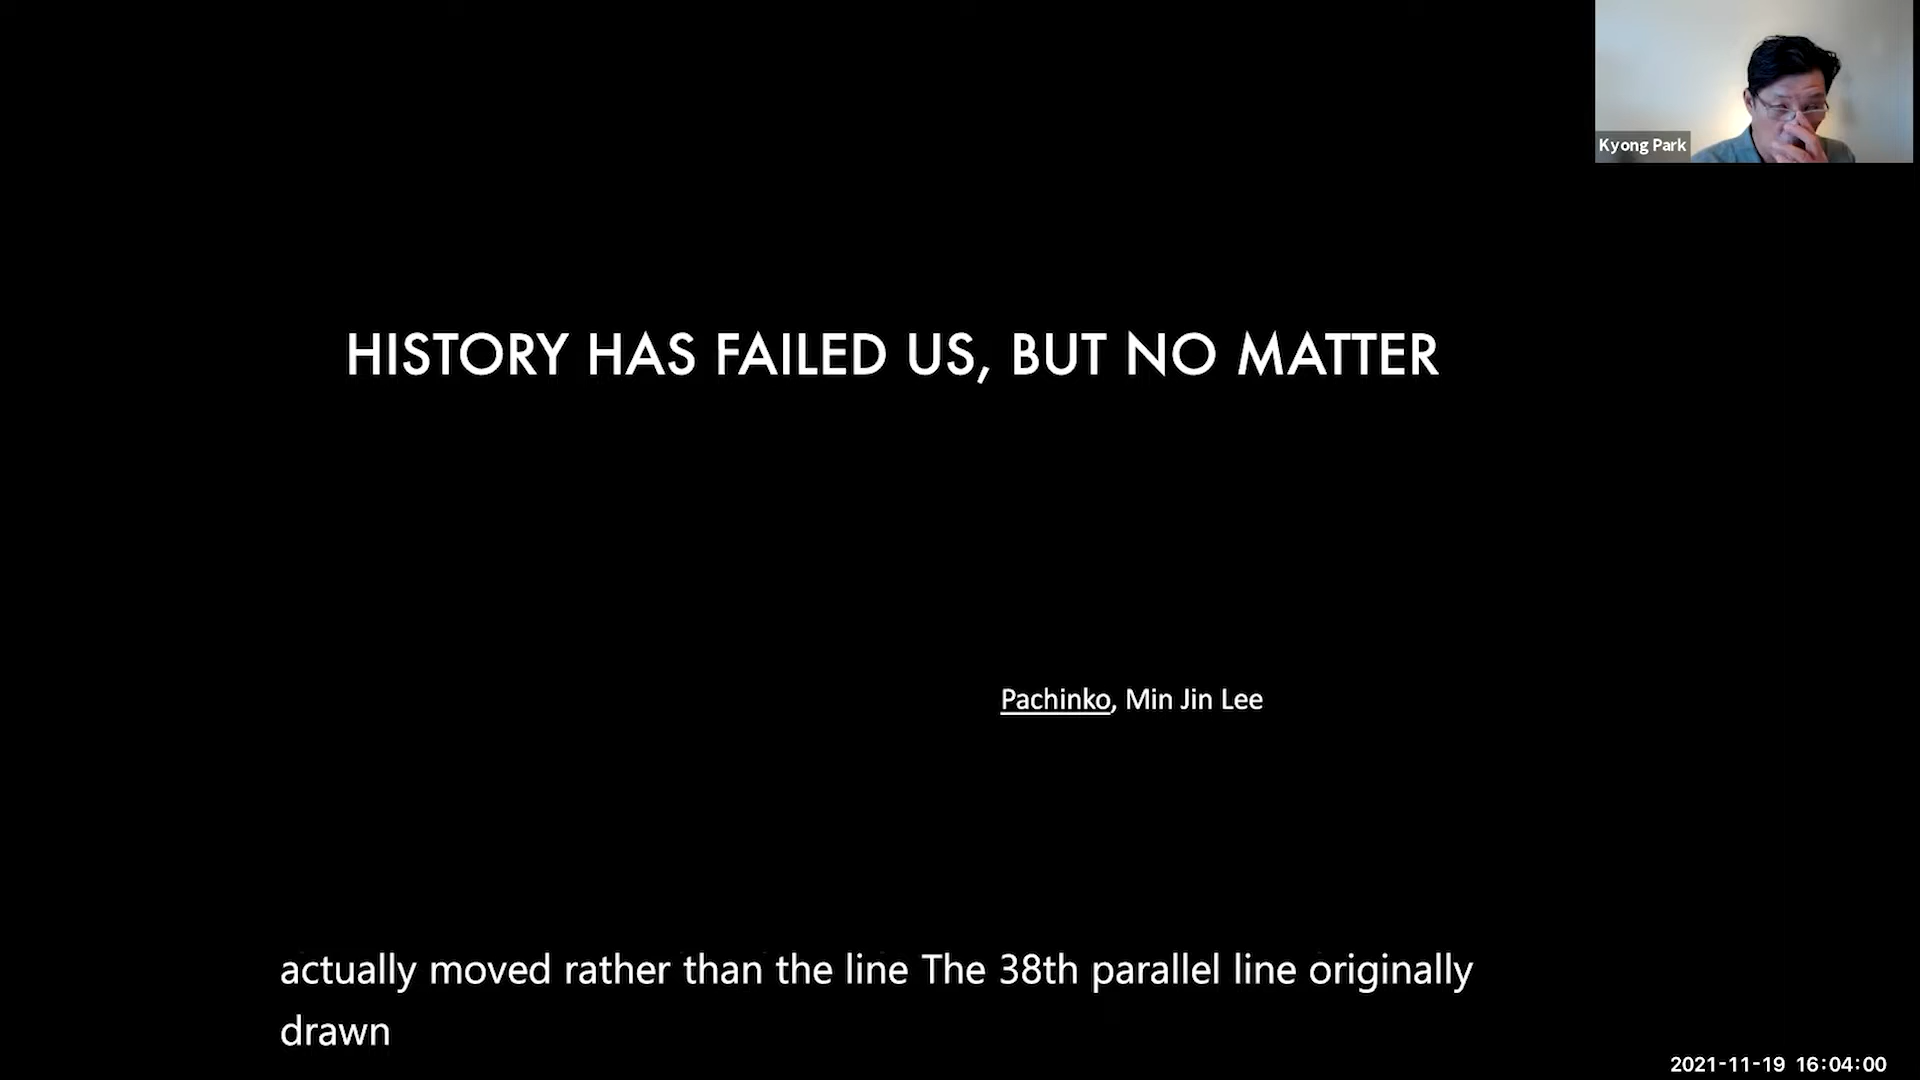 Kyong Park
HISTORY HAS FAILED US, BUT NO MATTER
Pachinko, Min Jin Lee
actually moved rather than the line The 38th parallel line originally
drawn
2021-11-19 16:04:00